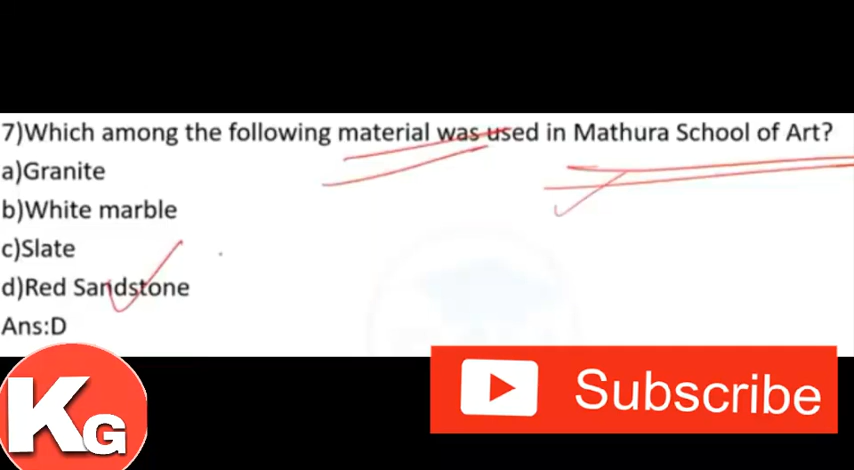 7)Which among the following material was used in Mathura School of Art?
a)Granite
b)White marble
c)Slate
d)Red Sandstone
Ans:D
KG
Subscribe